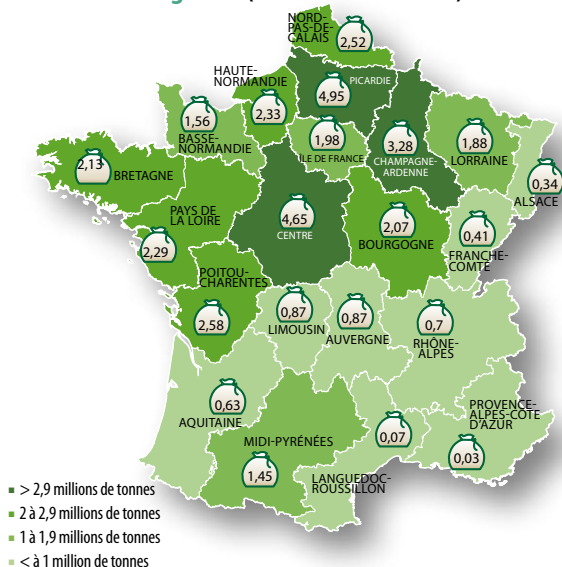 NORD-
PAS-DE-
CALAIS
2,52
HAUTE-
NORMANDIE
2,33
PICARDIE
4,95
1,56
BASSE-
NORMANDIE
1,98
ÎLE DE FRANCE
3,28
CHAMPAGNE-
ARDENNE
1,88
LORRAINE
0,34
ALSACE
2,13
BRETAGNE
PAYS DE
LA LOIRE
2,29
4,65
CENTRE
2,07
BOURGOGNE
0,41
FRANCHE-
COMTÉ
POITOU-
CHARENTES
2,58
0,87
LIMOUSIN
0,87
AUVERGNE
0,7
RHÔNE-
ALPES
0,63
AQUITAINE
MIDI-PYRÉNÉES
1,45
0,07
LANGUEDOC-
ROUSSILLON
PROVENCE-
ALPES-CÔTE
D'AZUR
0,03
> 2,9 millions de tonnes
2 à 2,9 millions de tonnes
1 à 1,9 millions de tonnes
< à 1 million de tonnes